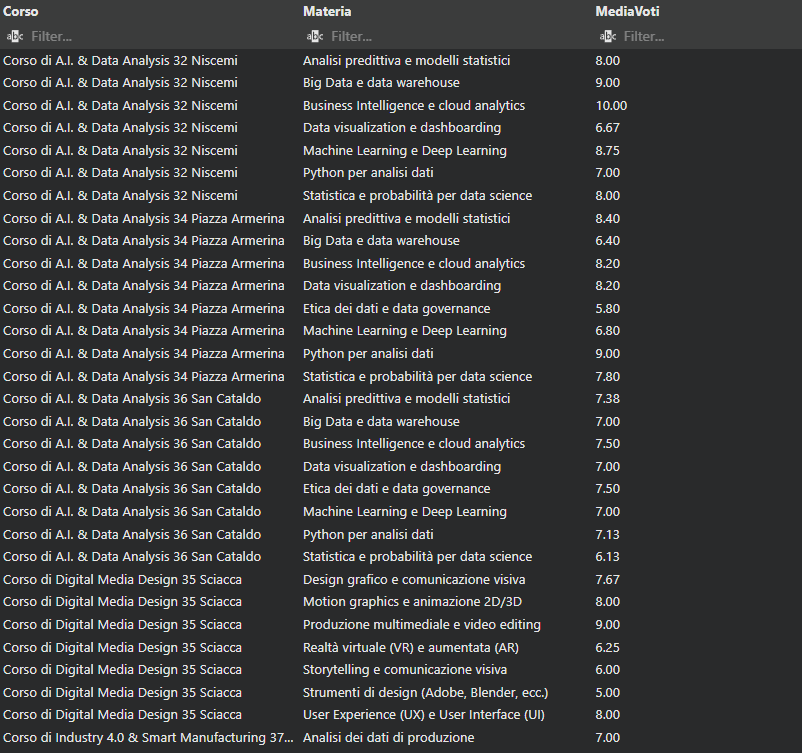 Corso Materia MediaVoti
abc Filter... abc Filter... abc Filter...
Corso di A.I. & Data Analysis 32 Niscemi Analisi predittiva e modelli statistici 8.00
Corso di A.I. & Data Analysis 32 Niscemi Big Data e data warehouse 9.00
Corso di A.I. & Data Analysis 32 Niscemi Business Intelligence e cloud analytics 10.00
Corso di A.I. & Data Analysis 32 Niscemi Data visualization e dashboarding 6.67
Corso di A.I. & Data Analysis 32 Niscemi Machine Learning e Deep Learning 8.75
Corso di A.I. & Data Analysis 32 Niscemi Python per analisi dati 7.00
Corso di A.I. & Data Analysis 32 Niscemi Statistica e probabilità per data science 8.00
Corso di A.I. & Data Analysis 34 Piazza Armerina Analisi predittiva e modelli statistici 8.40
Corso di A.I. & Data Analysis 34 Piazza Armerina Big Data e data warehouse 6.40
Corso di A.I. & Data Analysis 34 Piazza Armerina Business Intelligence e cloud analytics 8.20
Corso di A.I. & Data Analysis 34 Piazza Armerina Data visualization e dashboarding 8.20
Corso di A.I. & Data Analysis 34 Piazza Armerina Etica dei dati e data governance 5.80
Corso di A.I. & Data Analysis 34 Piazza Armerina Machine Learning e Deep Learning 6.80
Corso di A.I. & Data Analysis 34 Piazza Armerina Python per analisi dati 9.00
Corso di A.I. & Data Analysis 34 Piazza Armerina Statistica e probabilità per data science 7.80
Corso di A.I. & Data Analysis 36 San Cataldo Analisi predittiva e modelli statistici 7.38
Corso di A.I. & Data Analysis 36 San Cataldo Big Data e data warehouse 7.00
Corso di A.I. & Data Analysis 36 San Cataldo Business Intelligence e cloud analytics 7.50
Corso di A.I. & Data Analysis 36 San Cataldo Data visualization e dashboarding 7.00
Corso di A.I. & Data Analysis 36 San Cataldo Etica dei dati e data governance 7.50
Corso di A.I. & Data Analysis 36 San Cataldo Machine Learning e Deep Learning 7.00
Corso di A.I. & Data Analysis 36 San Cataldo Python per analisi dati 7.13
Corso di A.I. & Data Analysis 36 San Cataldo Statistica e probabilità per data science 6.13
Corso di Digital Media Design 35 Sciacca Design grafico e comunicazione visiva 7.67
Corso di Digital Media Design 35 Sciacca Motion graphics e animazione 2D/3D 8.00
Corso di Digital Media Design 35 Sciacca Produzione multimediale e video editing 9.00
Corso di Digital Media Design 35 Sciacca Realtà virtuale (VR) e aumentata (AR) 6.25
Corso di Digital Media Design 35 Sciacca Storytelling e comunicazione visiva 6.00
Corso di Digital Media Design 35 Sciacca Strumenti di design (Adobe, Blender, ecc.) 5.00
Corso di Digital Media Design 35 Sciacca User Experience (UX) e User Interface (UI) 8.00
Corso di Industry 4.0 & Smart Manufacturing 37... Analisi dei dati di produzione 7.00